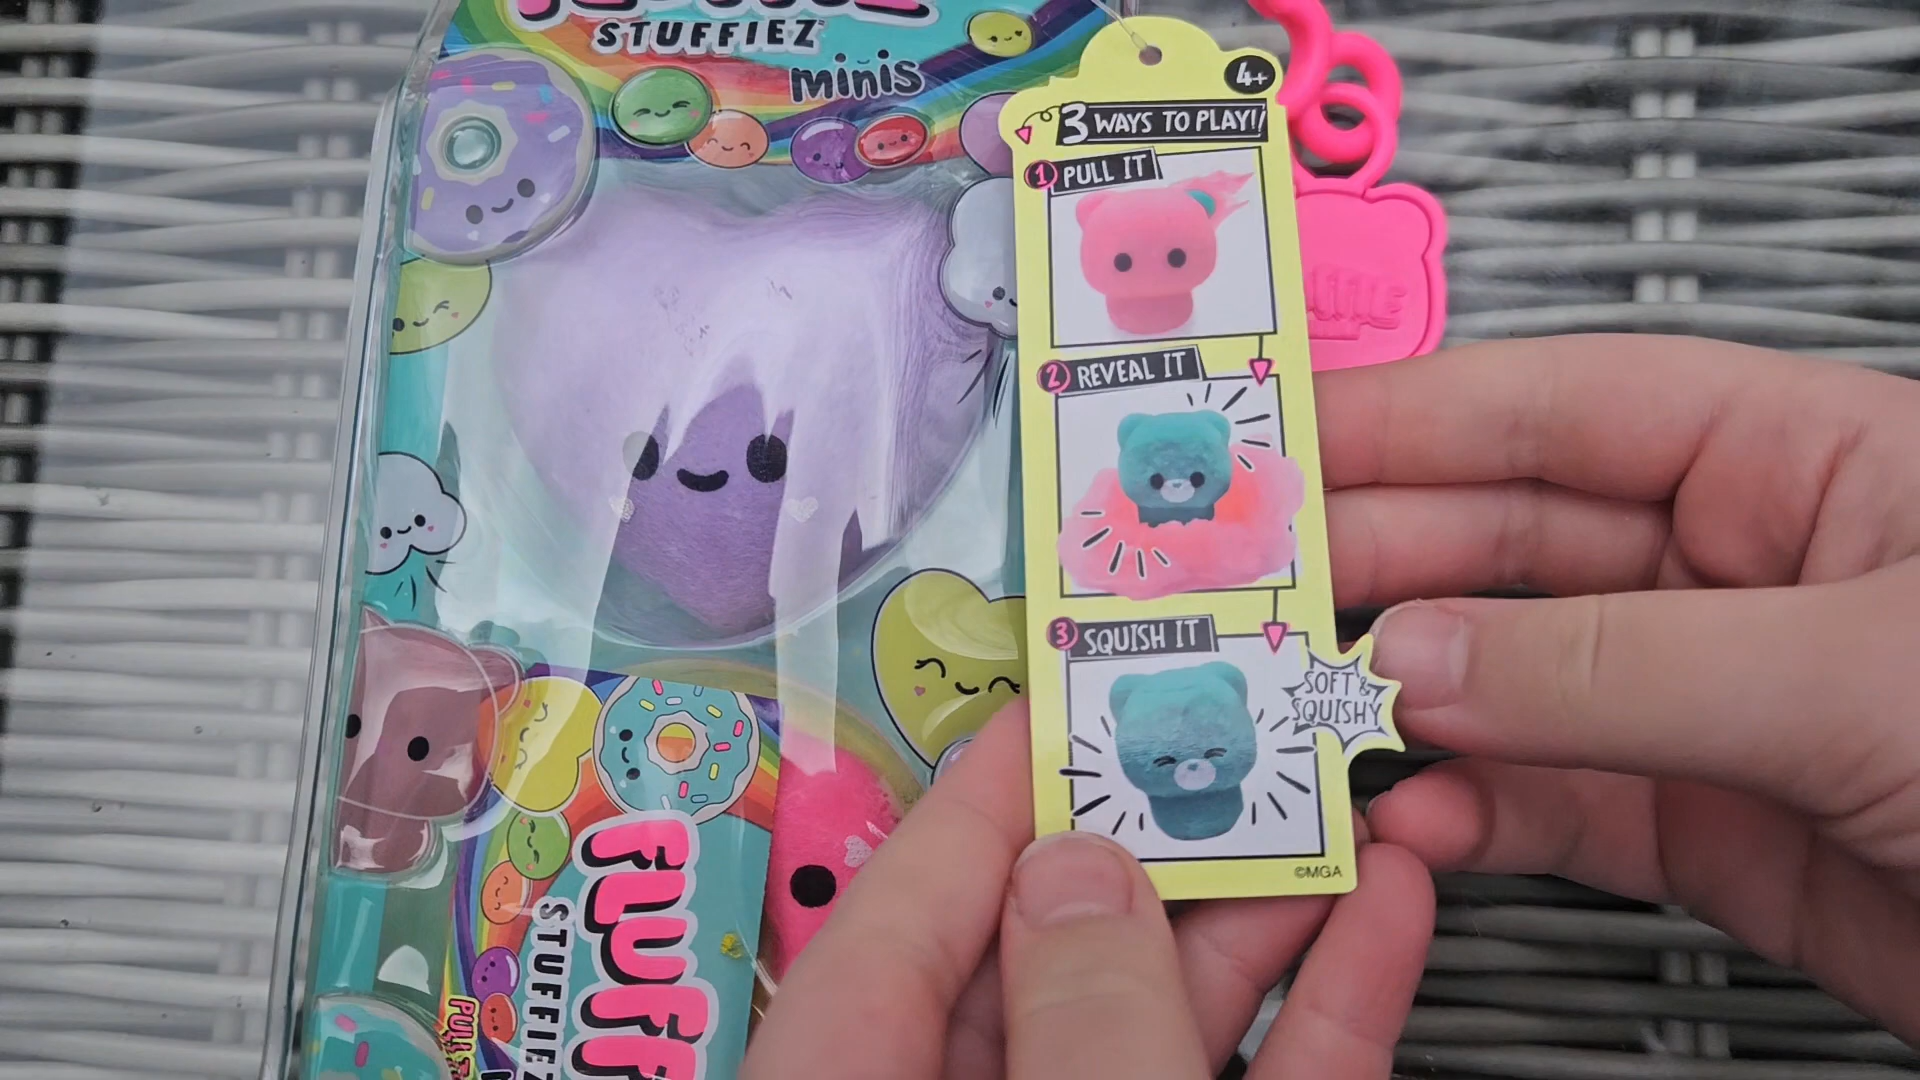 STUFFIEZ
minis
4+
3 WAYS TO PLAY!!
1 PULL IT
2 REVEAL IT
3 SQUISH IT
SOFT &
SQUISHY
©MGA
STUFFIEZ